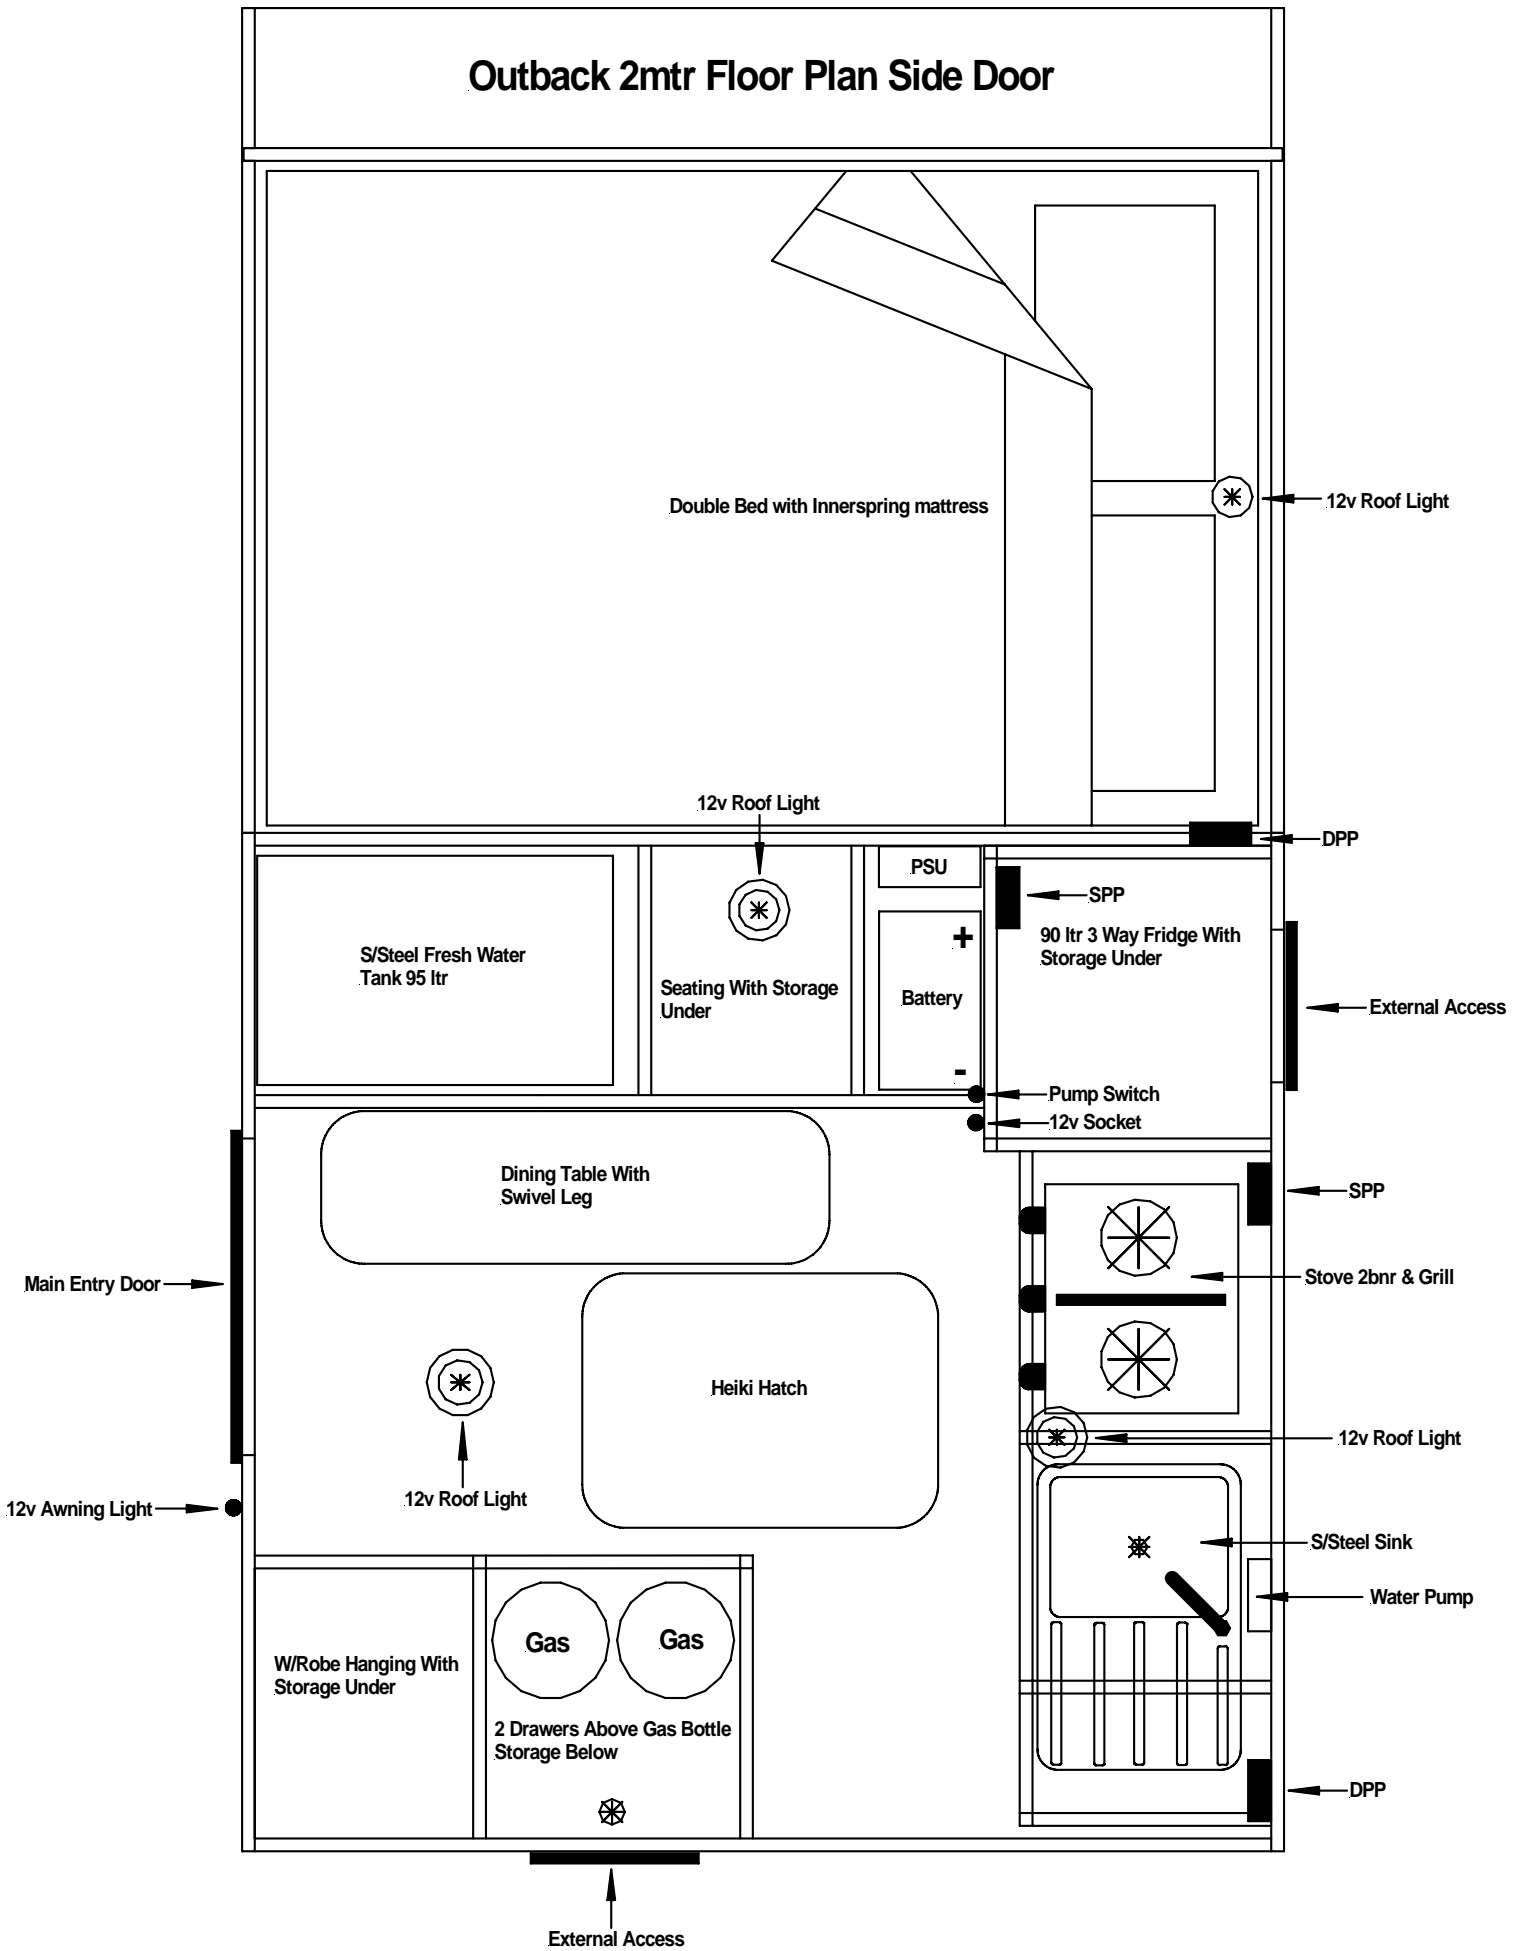 Outback 2mtr Floor Plan Side Door
Double Bed with Innerspring mattress
12v Roof Light
12v Roof Light
DPP
PSU
SPP
S/Steel Fresh Water
Tank 95 ltr
Seating With Storage
Under
+
Battery
-
90 ltr 3 Way Fridge With
Storage Under
External Access
Pump Switch
12v Socket
Dining Table With
Swivel Leg
SPP
Main Entry Door
Stove 2bnr & Grill
Heiki Hatch
12v Roof Light
12v Roof Light
12v Awning Light
S/Steel Sink
Water Pump
Gas
Gas
W/Robe Hanging With
Storage Under
2 Drawers Above Gas Bottle
Storage Below
DPP
External Access